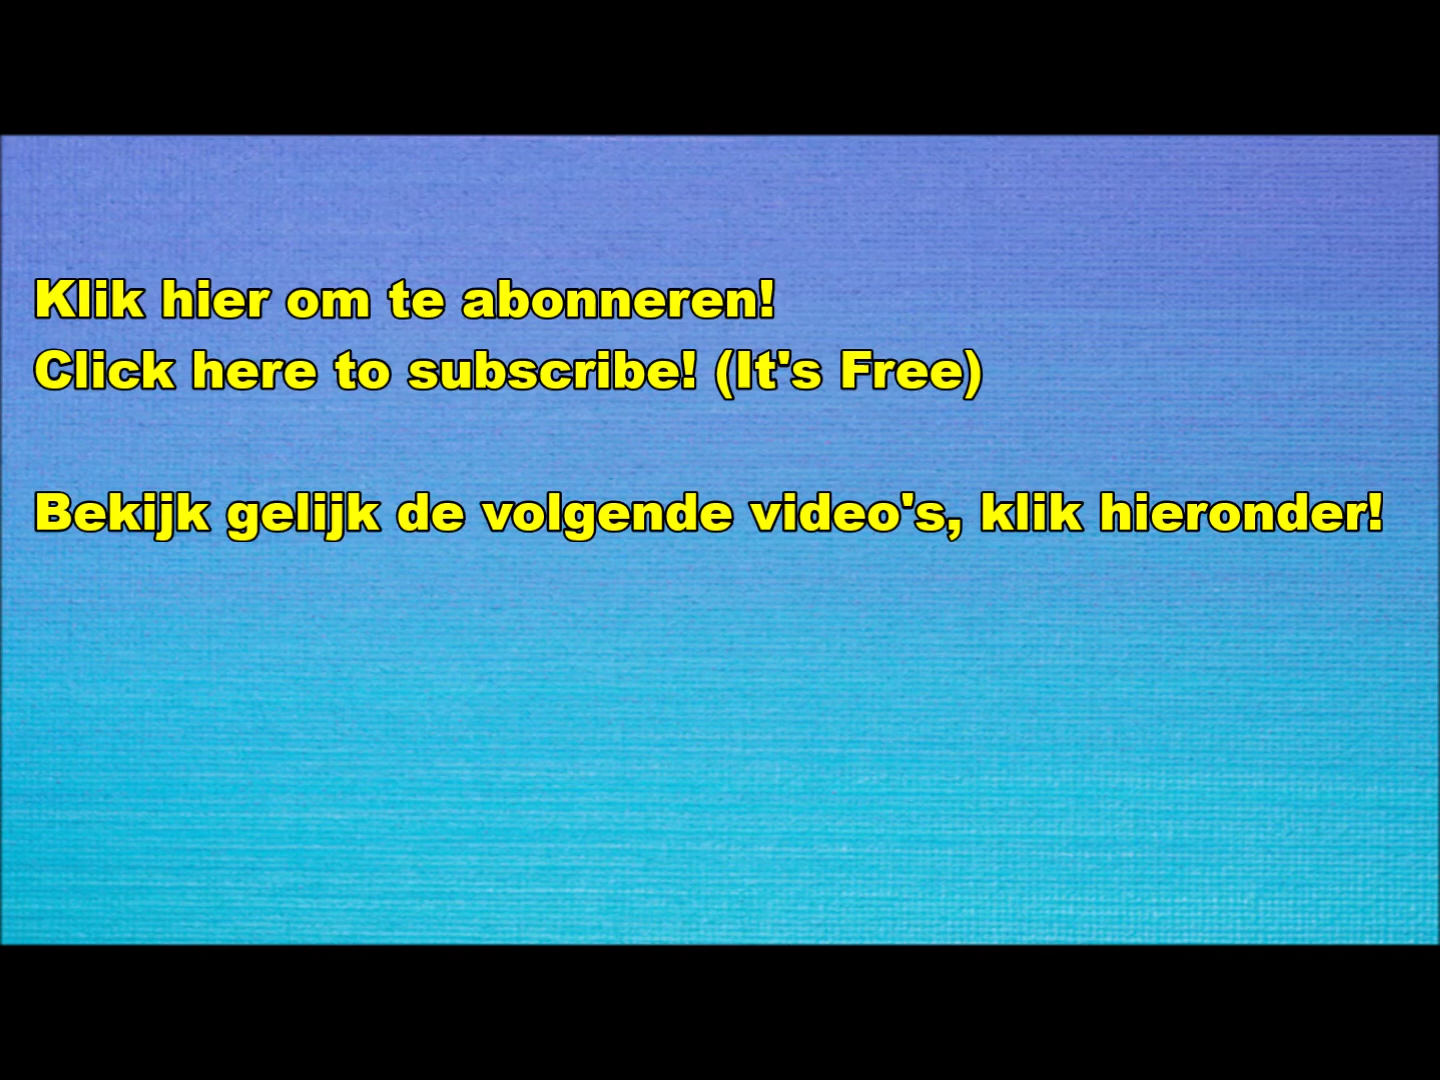 Klik hier om te abonneren!
Click here to subscribe! (It's Free)
Bekijk gelijk de volgende video's, klik hieronder!